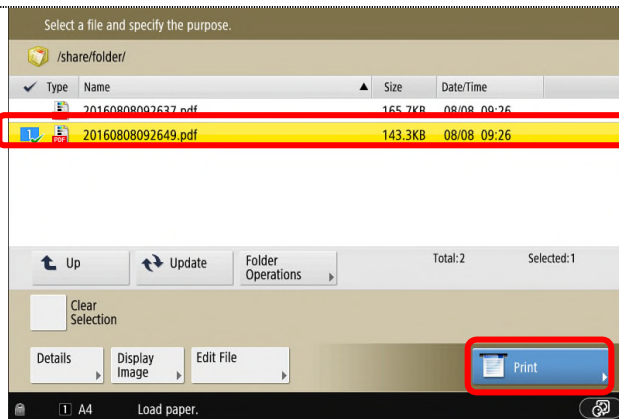 Select a file and specify the purpose.
/share/folder/
Type Name Size Date/Time
20160808092637.pdf 165.7KB 08/08 09:26
1 PDF 20160808092649.pdf 143.3KB 08/08 09:26
Up Update Folder Operations Total:2 Selected:1
Clear
Selection
Details Display Image Edit File Print
1 A4 Load paper.